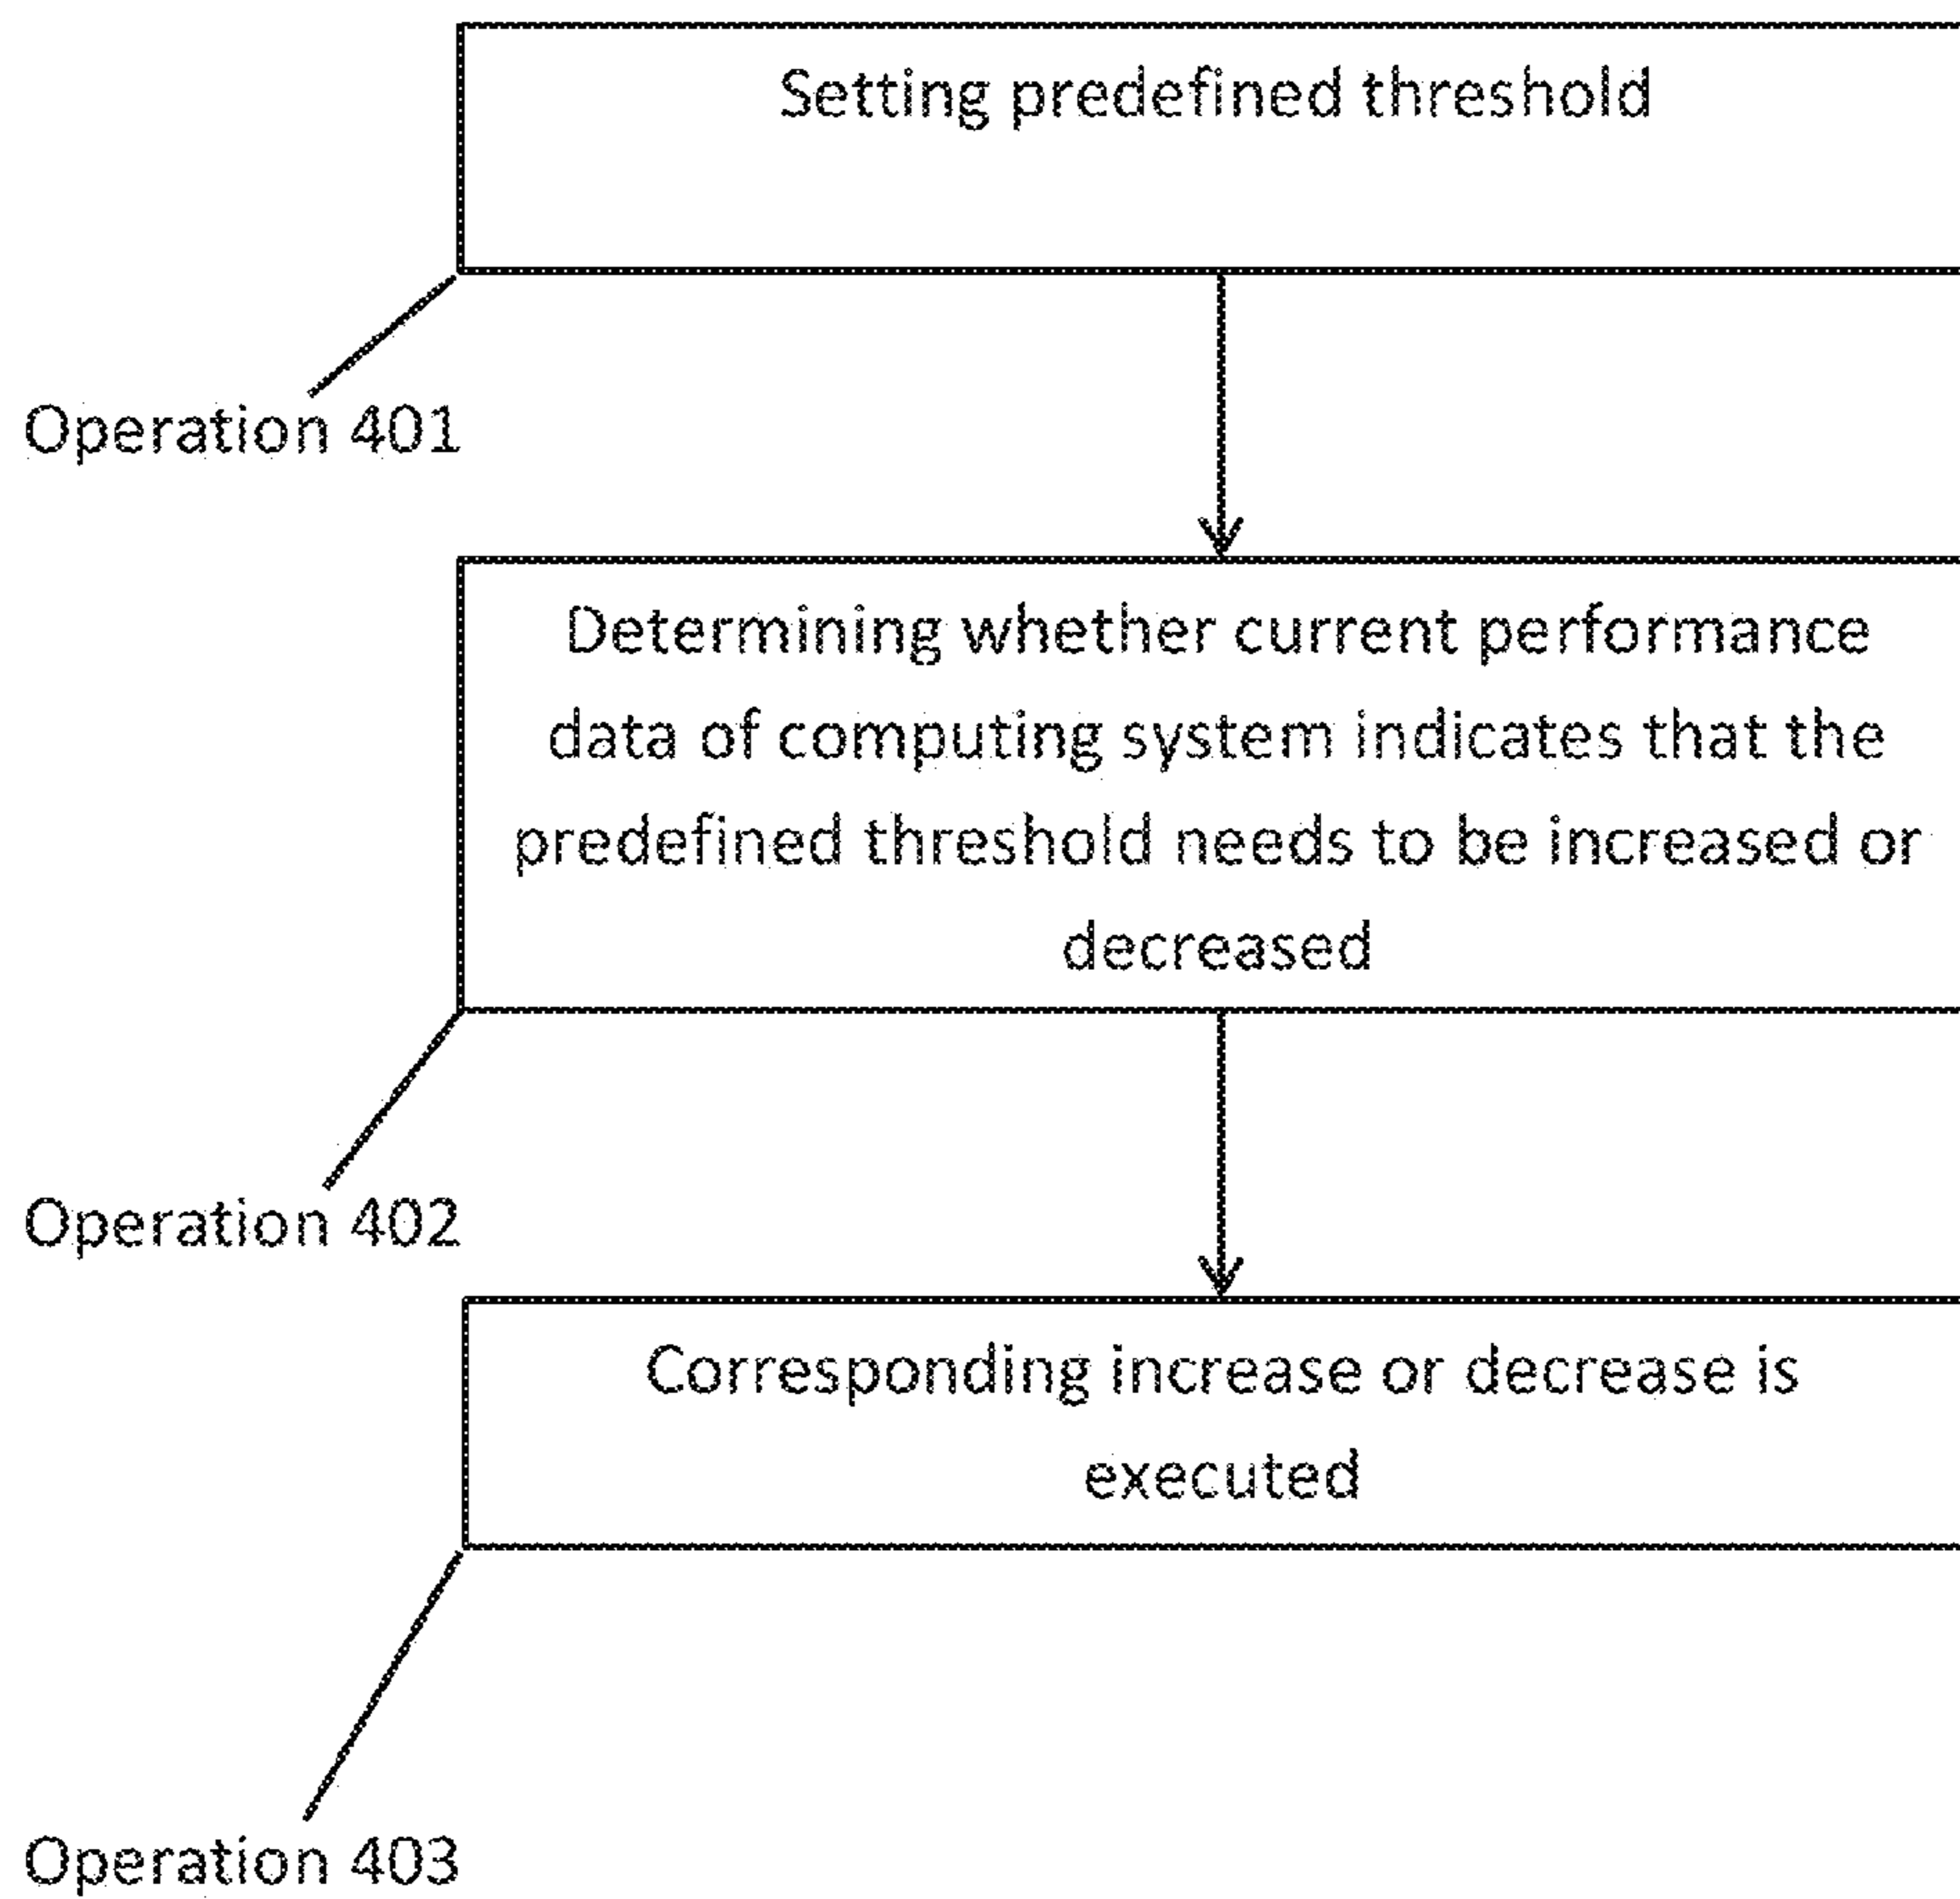 Setting predefined threshold
Operation 401
Determining whether current performance
data of computing system indicates that the
predefined threshold needs to be increased or
decreased
Operation 402
Corresponding increase or decrease is
executed
Operation 403